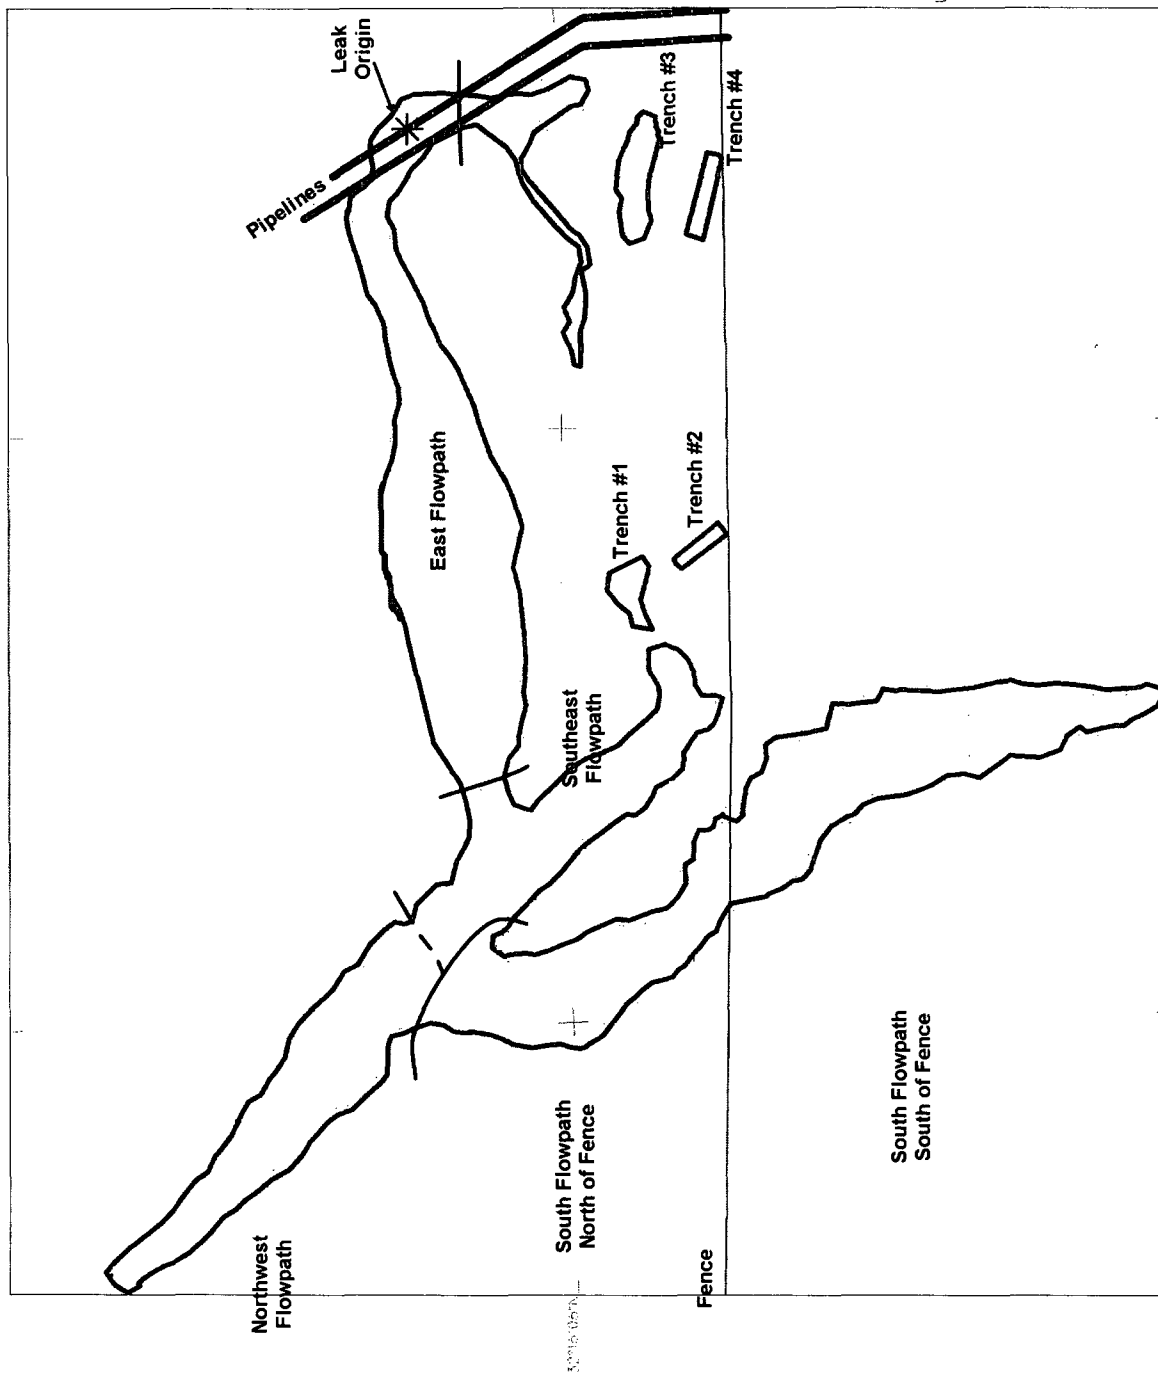 Leak
Origin
Pipelines
Trench #3
Trench #4
East Flowpath
Trench #1
Trench #2
Southeast
Flowpath
Northwest
Flowpath
South Flowpath
North of Fence
Fence
South Flowpath
South of Fence